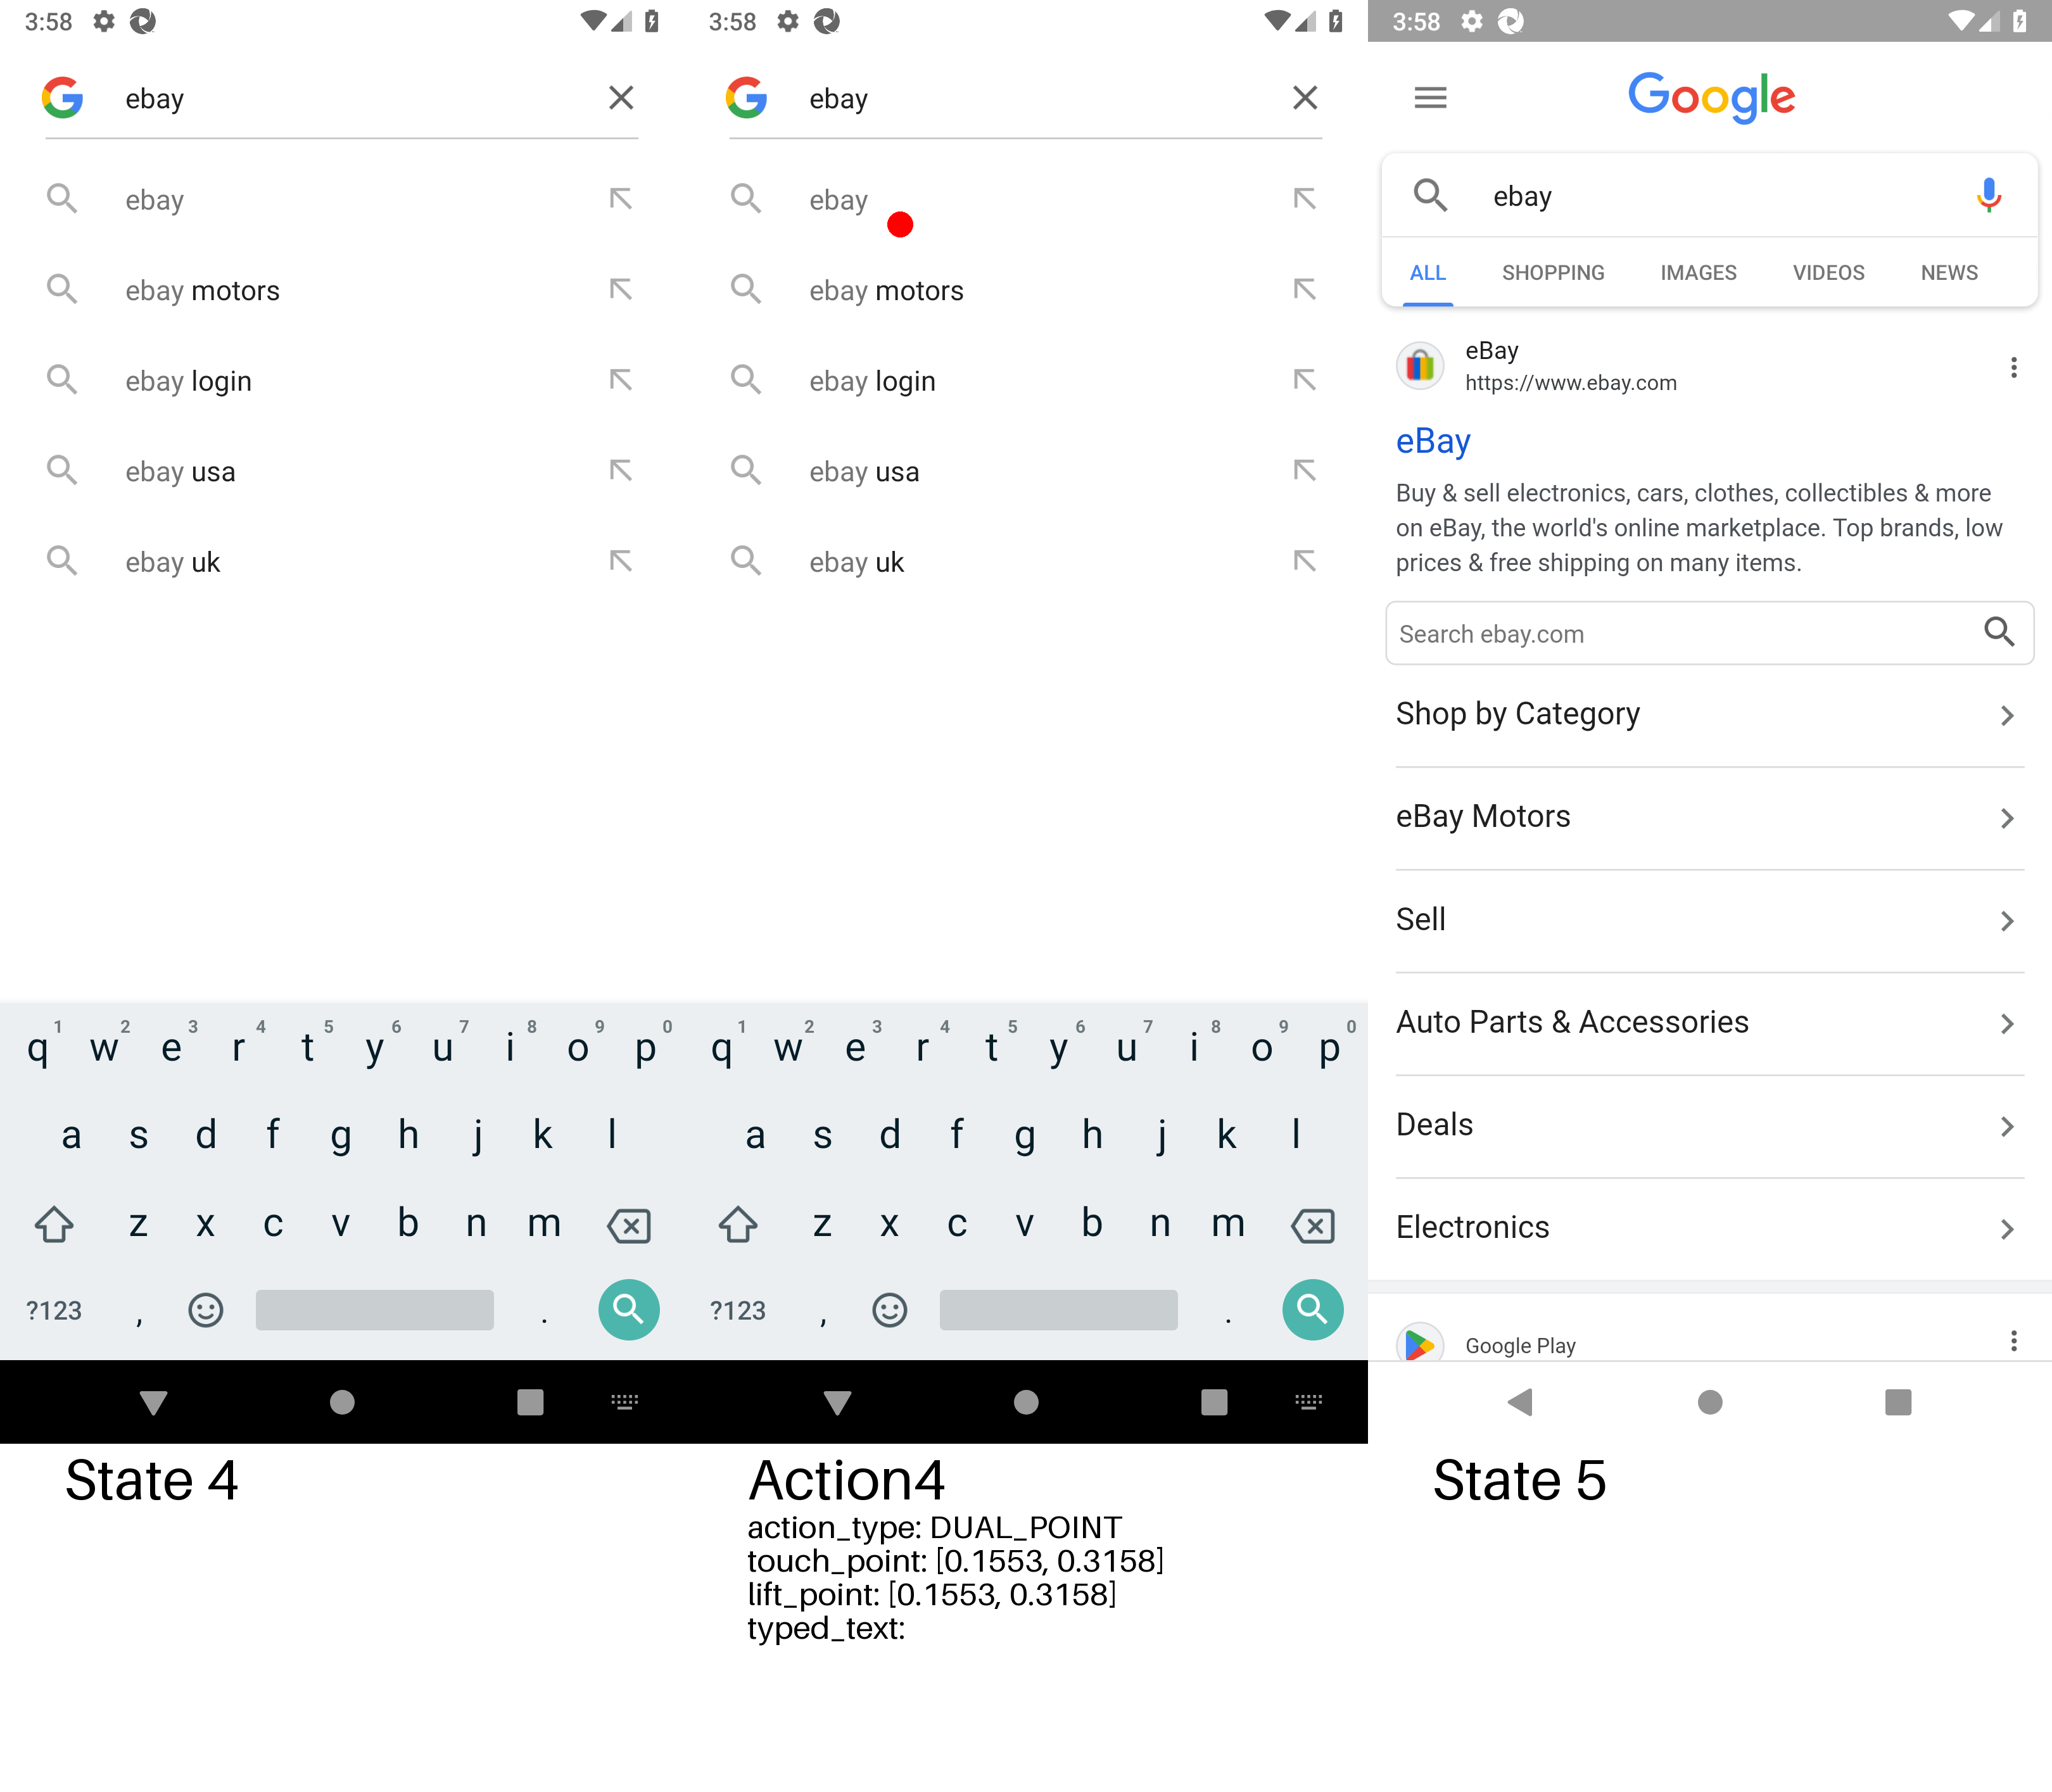 3:58
ebay
ebay
ebay motors
ebay login
ebay usa
ebay uk
1 2 3 4 5 6 7 8 9 0
q w e r t y u i o p
a s d f g h j k l
z x c v b n m
?123 , .
State 4
3:58
ebay
ebay
ebay motors
ebay login
ebay usa
ebay uk
1 2 3 4 5 6 7 8 9 0
q w e r t y u i o p
a s d f g h j k l
z x c v b n m
?123 , .
Action4
action_type: DUAL_POINT
touch_point: [0.1553, 0.3158]
lift_point: [0.1553, 0.3158]
typed_text:
3:58
Google
ebay
ALL SHOPPING IMAGES VIDEOS NEWS
eBay
https://www.ebay.com
eBay
Buy & sell electronics, cars, clothes, collectibles & more
on eBay, the world's online marketplace. Top brands, low
prices & free shipping on many items.
Search ebay.com
Shop by Category
eBay Motors
Sell
Auto Parts & Accessories
Deals
Electronics
Google Play
State 5